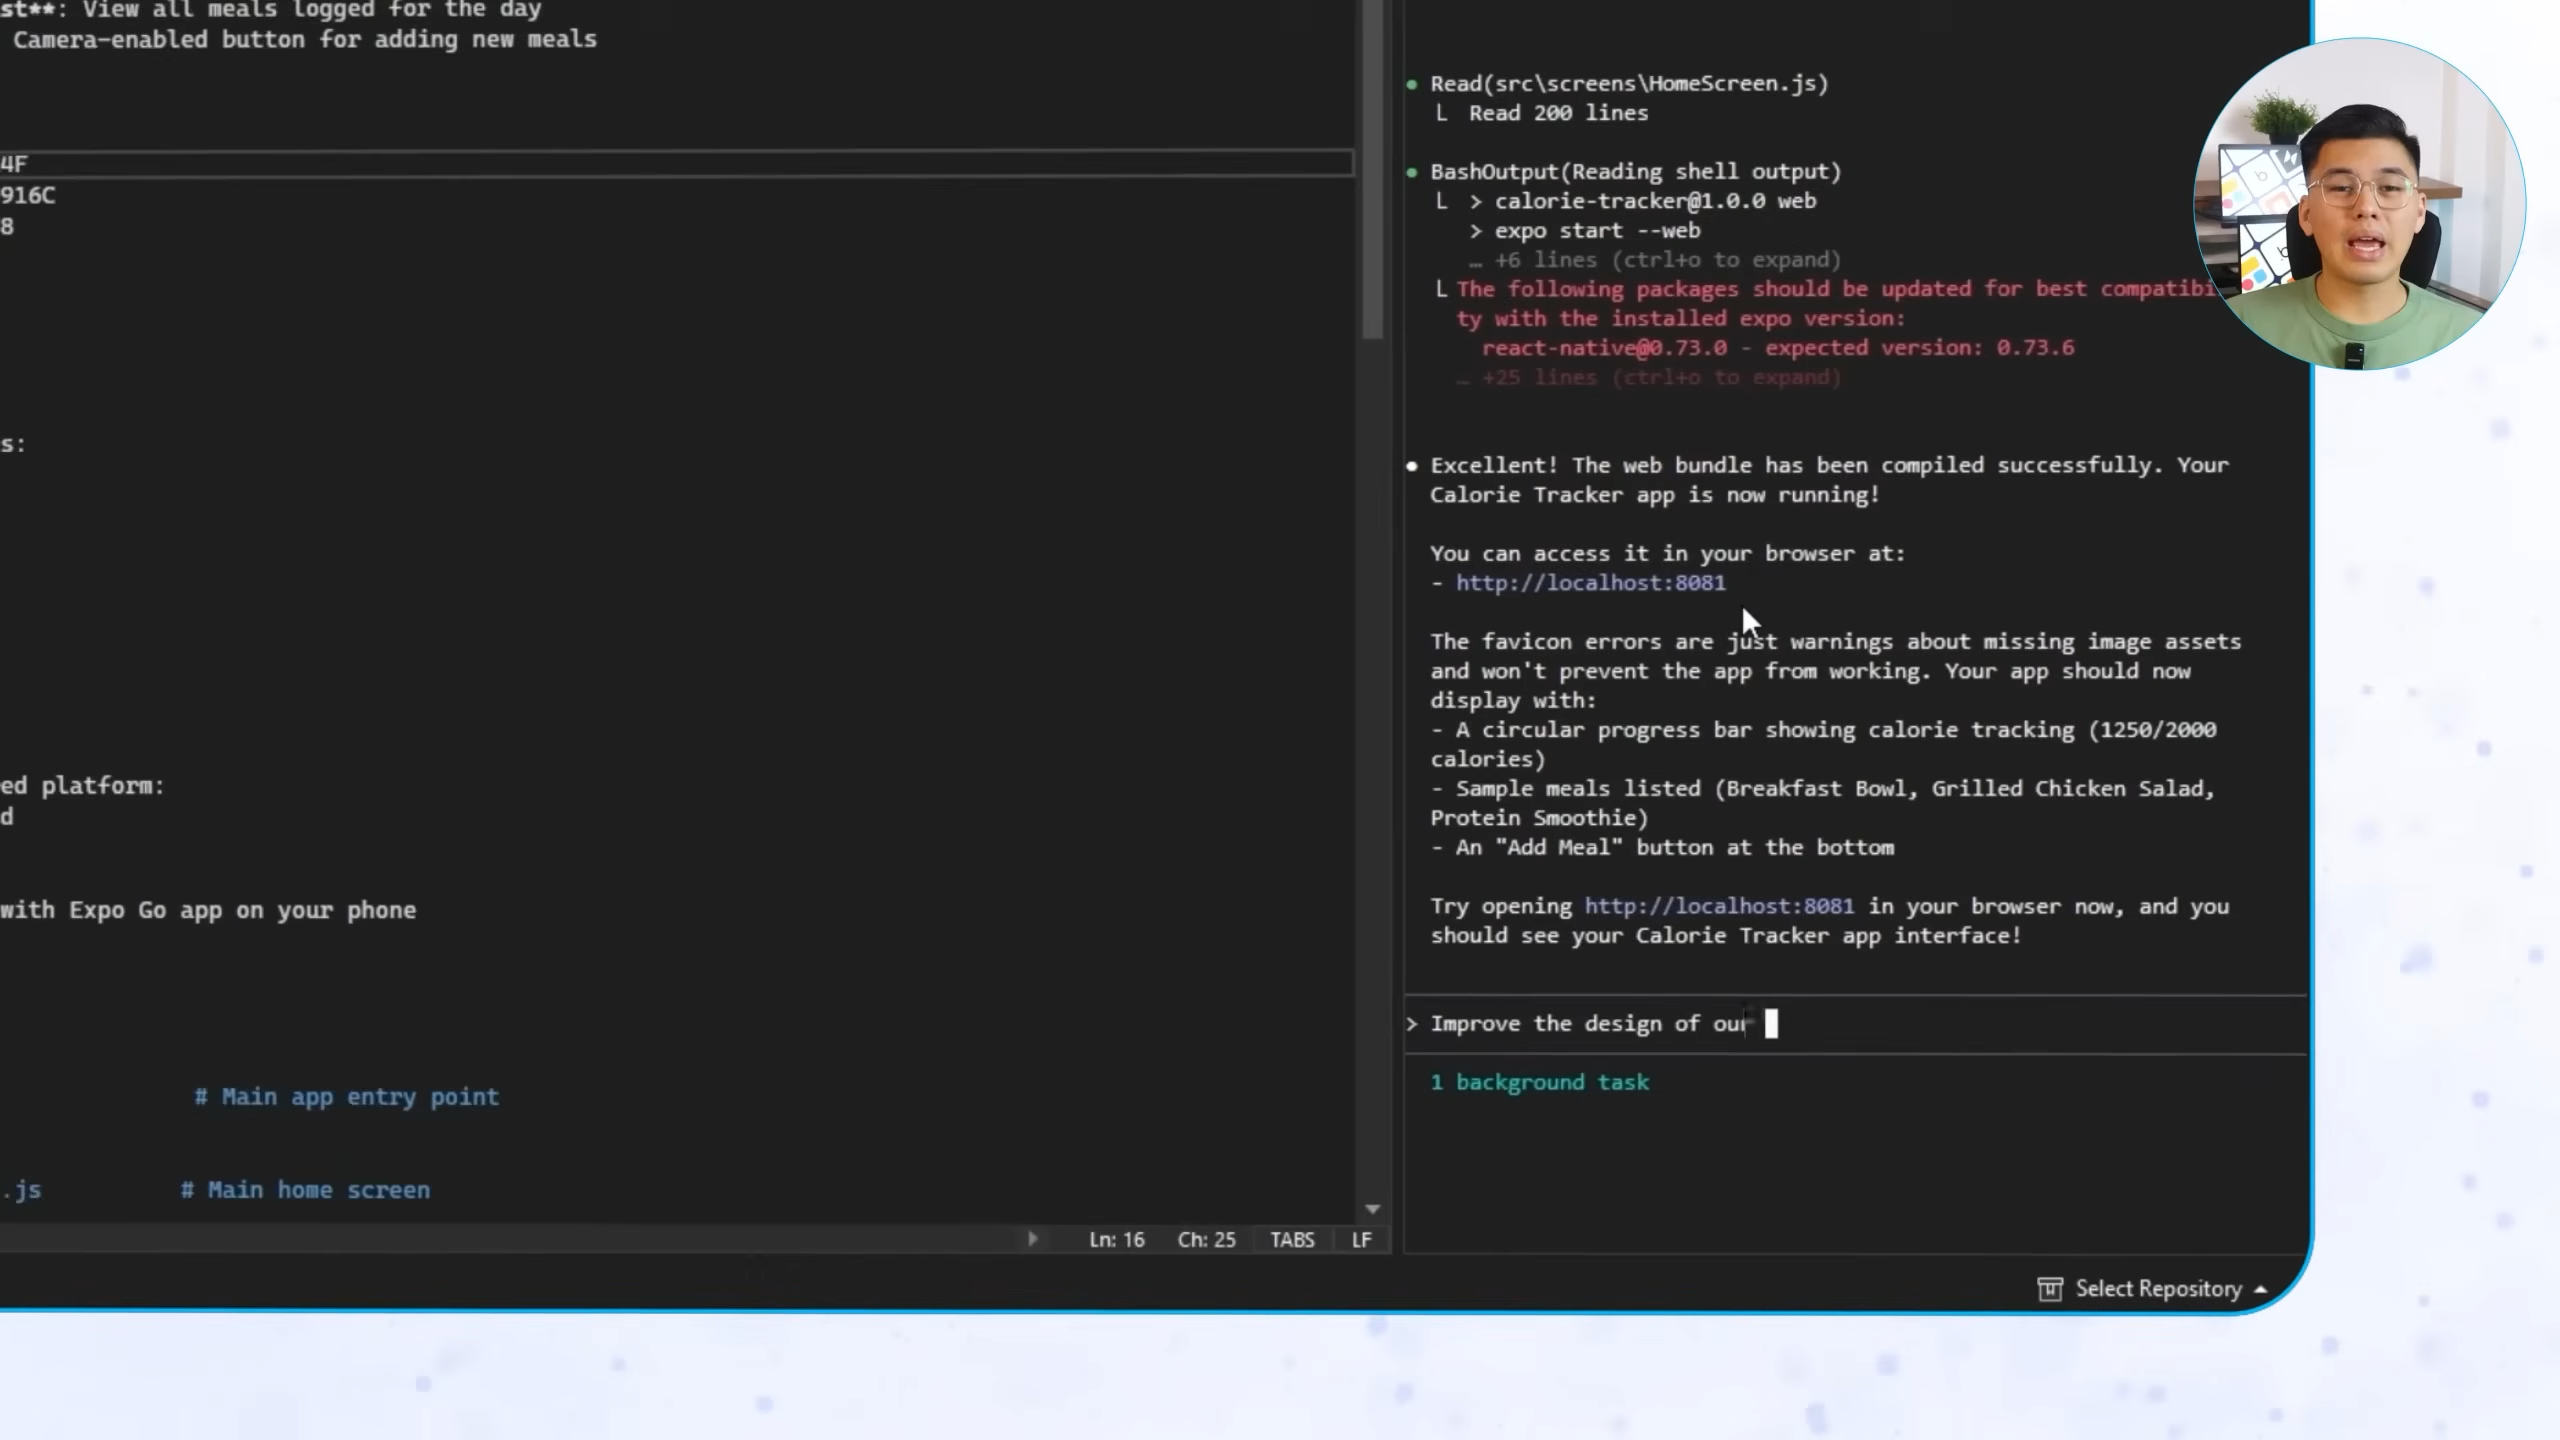 st**: View all meals logged for the day
Camera-enabled button for adding new meals
4F
916C
8
s:
ed platform:
d
with Expo Go app on your phone
# Main app entry point
.js # Main home screen
Ln: 16 Ch: 25 TABS LF
Read(src\screens\HomeScreen.js)
Read 200 lines
BashOutput(Reading shell output)
> calorie-tracker@1.0.0 web
> expo start --web
… +6 lines (ctrl+o to expand)
The following packages should be updated for best compatibi
ty with the installed expo version:
react-native@0.73.0 - expected version: 0.73.6
… +25 lines (ctrl+o to expand)
Excellent! The web bundle has been compiled successfully. Your
Calorie Tracker app is now running!
You can access it in your browser at:
- http://localhost:8081
The favicon errors are just warnings about missing image assets
and won't prevent the app from working. Your app should now
display with:
- A circular progress bar showing calorie tracking (1250/2000
calories)
- Sample meals listed (Breakfast Bowl, Grilled Chicken Salad,
Protein Smoothie)
- An "Add Meal" button at the bottom
Try opening http://localhost:8081 in your browser now, and you
should see your Calorie Tracker app interface!
> Improve the design of our
1 background task
Select Repository